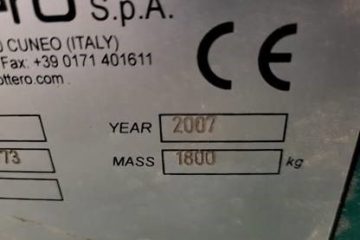 S.p.A.
CUNEO (ITALY)
Fax: +39 0171 401611
ottero.com
CE
YEAR 2007
73 MASS 1800 kg